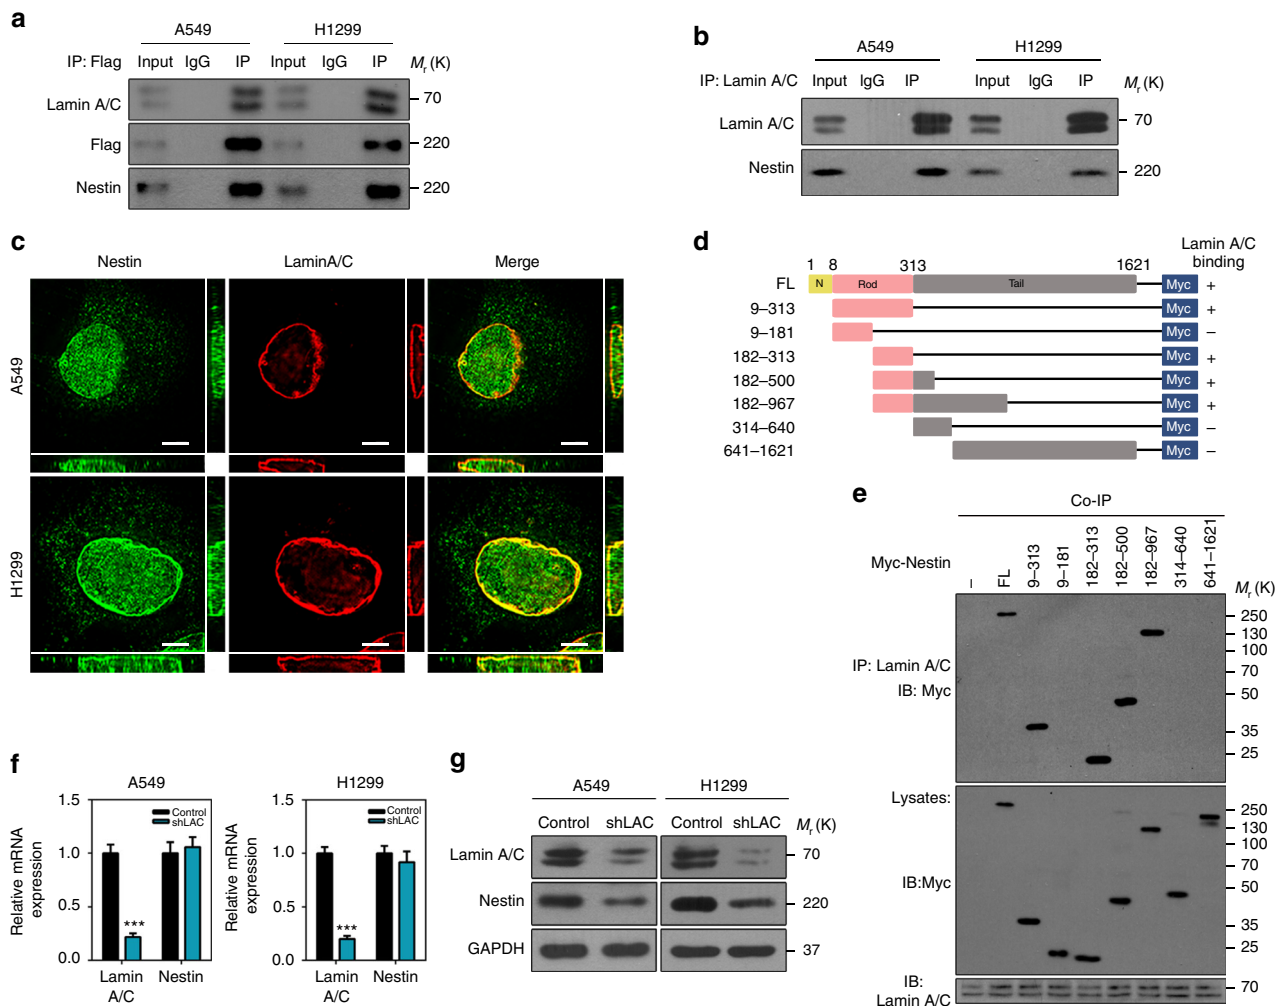 a
A549 H1299
IP: Flag Input IgG IP Input IgG IP Mr (K)
Lamin A/C 70
Flag 220
Nestin 220
b
A549 H1299
IP: Lamin A/C Input IgG IP Input IgG IP Mr (K)
Lamin A/C 70
Nestin 220
c
Nestin LaminA/C Merge
A549
H1299
d
Lamin A/C
binding
1 8 313 1621
FL N Rod Tail Myc +
9–313 Myc +
9–181 Myc –
182–313 Myc +
182–500 Myc +
182–967 Myc +
314–640 Myc –
641–1621 Myc –
e
Co-IP
Myc-Nestin – FL 9–313 9–181 182–313 182–500 182–967 314–640 641–1621 Mr (K)
IP: Lamin A/C
IB: Myc
250
130
100
70
50
35
25
Lysates:
IB:Myc
250
130
100
70
50
35
25
IB:
Lamin A/C
70
f
A549
Relative mRNA
expression
1.5
1.0
0.5
0.0
Control
shLAC
***
Lamin
A/C
Nestin
H1299
Relative mRNA
expression
1.5
1.0
0.5
0.0
Control
shLAC
***
Lamin
A/C
Nestin
g
A549 H1299
Control shLAC Control shLAC Mr (K)
Lamin A/C 70
Nestin 220
GAPDH 37